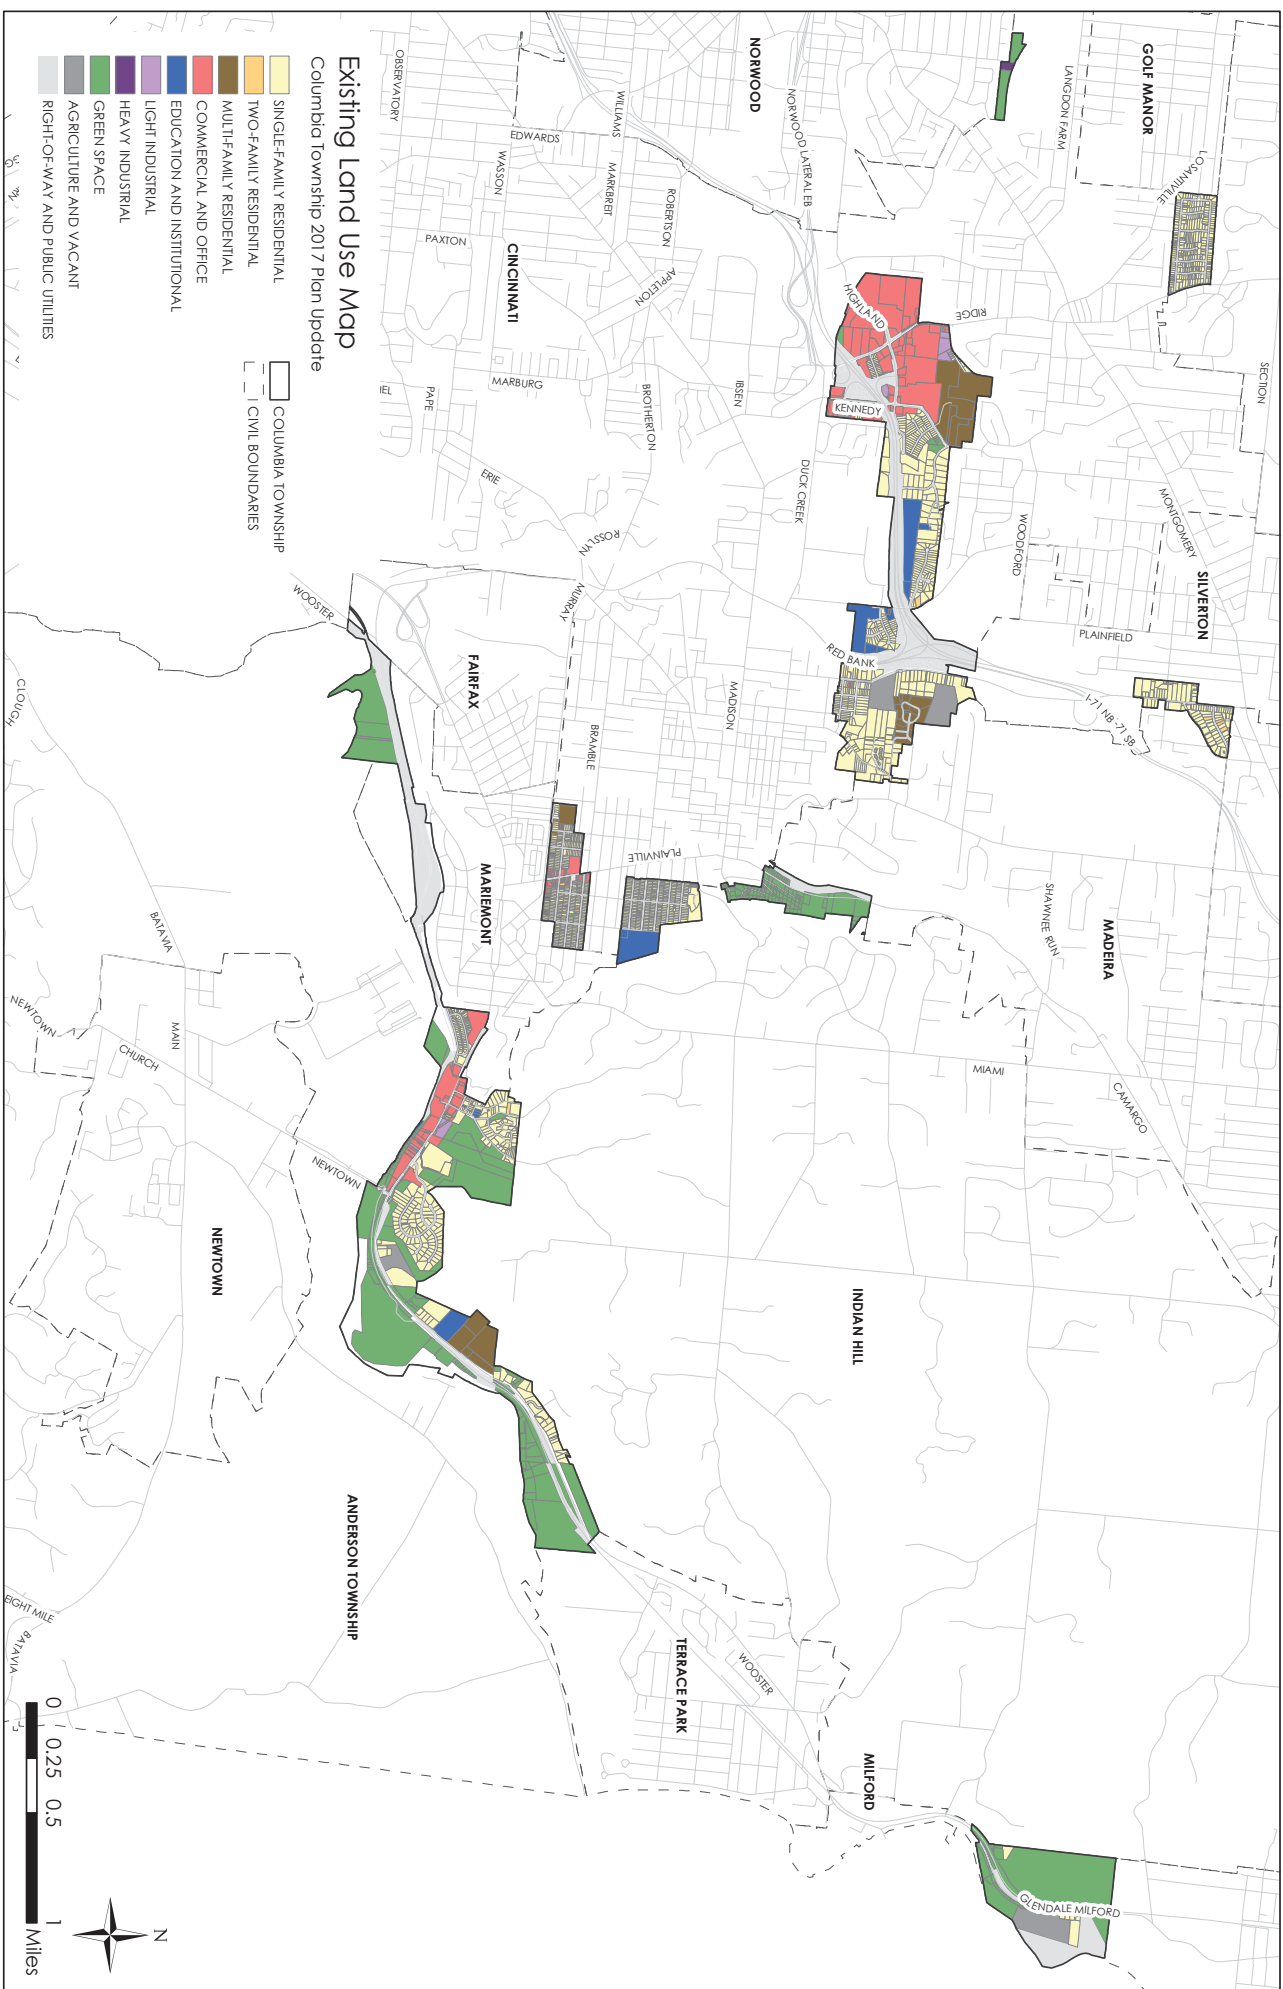 Existing Land Use Map
Columbia Township 2017 Plan Update
SINGLE-FAMILY RESIDENTIAL
TWO-FAMILY RESIDENTIAL
MULTI-FAMILY RESIDENTIAL
COMMERCIAL AND OFFICE
EDUCATION AND INSTITUTIONAL
LIGHT INDUSTRIAL
HEAVY INDUSTRIAL
GREEN SPACE
AGRICULTURE AND VACANT
RIGHT-OF-WAY AND PUBLIC UTILITIES
COLUMBIA TOWNSHIP
CIVIL BOUNDARIES
GOLF MANOR
LANGDON FARM
LOSANTIVILLE
SECTION
NORWOOD
NORWOOD LATERAL EB
WILLIAMS
EDWARDS
OBSERVATORY
WASSON
MARKBREIT
ROBERTSON
APPLETON
PAXTON
CINCINNATI
HIGHLAND
RIDGE
KENNEDY
MARBURG
PAPE
BROTHERTON
IBSEN
ERIE
DUCK CREEK
ROSSLYN
WOODFORD
MONTGOMERY
SILVERTON
PLAINFIELD
I-71 NB -71 SB
RED BANK
MURRAY
WOOSTER
FAIRFAX
MADISON
BRAMBLE
PLAINVILLE
MARIEMONT
CLOUGH
BATAVIA
SHAWNEE RUN
MADEIRA
MIAMI
CAMARGO
NEWTOWN
MAIN
CHURCH
NEWTOWN
NEWTOWN
INDIAN HILL
ANDERSON TOWNSHIP
EIGHT MILE
BATAVIA
TERRACE PARK
WOOSTER
MILFORD
GLENDALE MILFORD
0 0.25 0.5 1
Miles
N